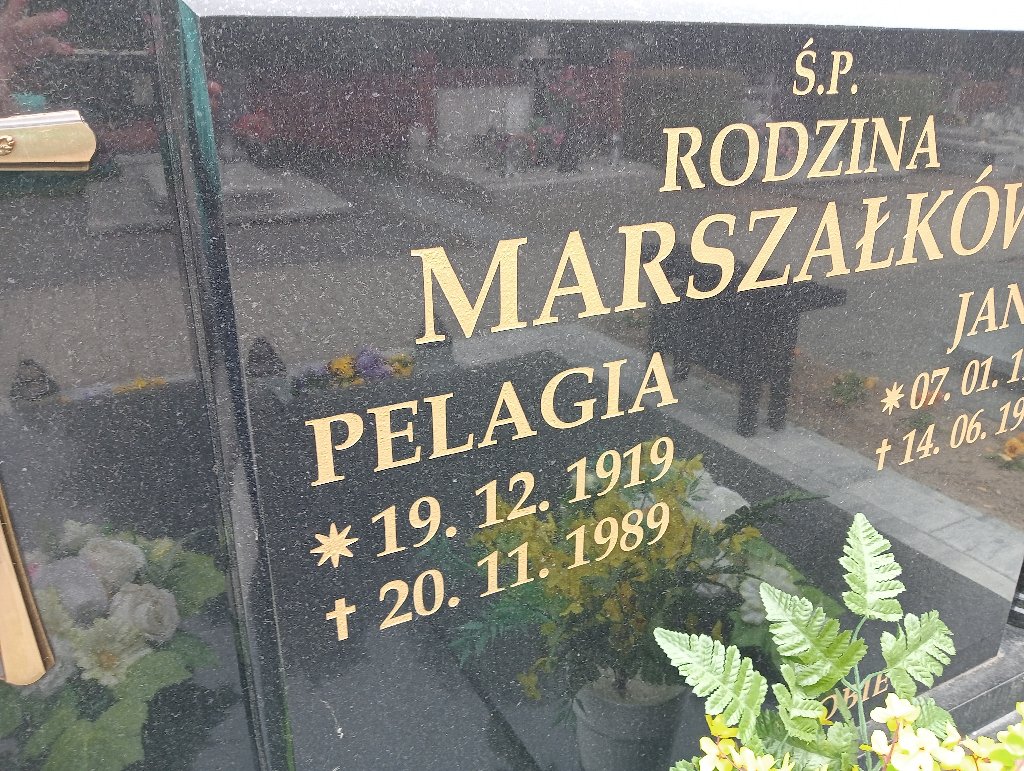 Ś.P.
RODZINA
MARSZAŁKÓW
PELAGIA
✷ 19. 12. 1919
✝ 20. 11. 1989
JAN
✷ 07. 01. 1
✝ 14. 06. 19